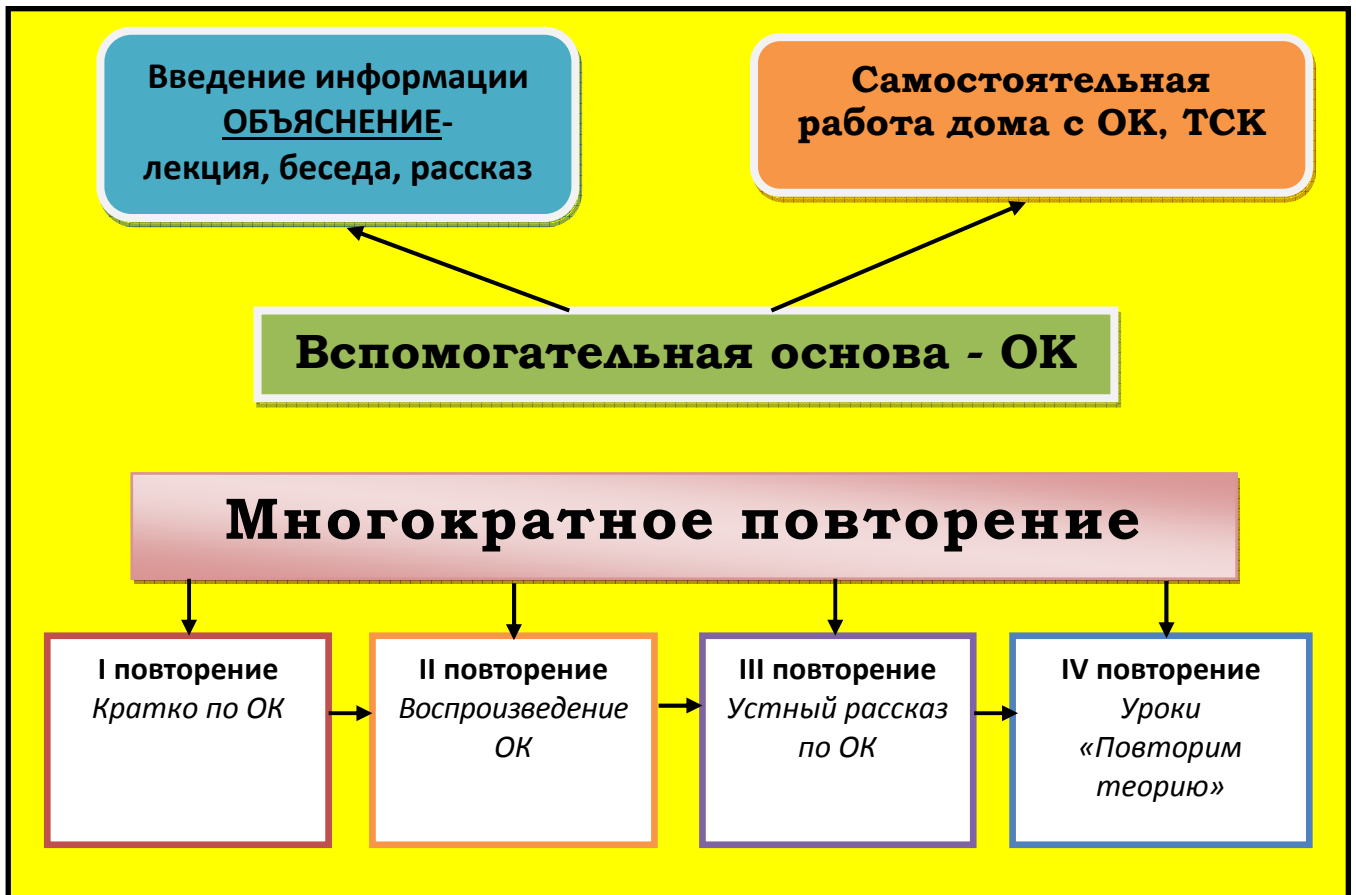 Введение информации
ОБЪЯСНЕНИЕ-
лекция, беседа, рассказ
Самостоятельная
работа дома с ОК, ТСК
Вспомогательная основа - ОК
Многократное повторение
I повторение
Кратко по ОК
II повторение
Воспроизведение
ОК
III повторение
Устный рассказ
по ОК
IV повторение
Уроки
«Повторим
теорию»